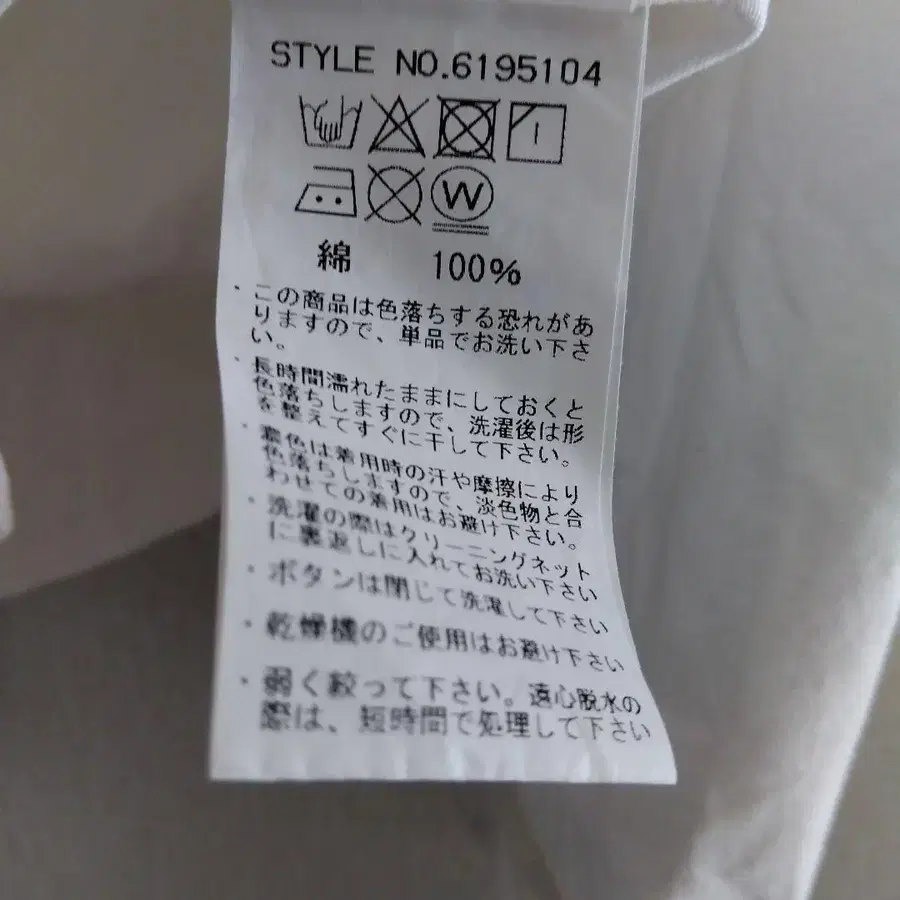 STYLE NO.6195104
W
綿 100%
・この商品は色落ちする恐れがあ
りますので、単品でお洗い下さ
い。
・長時間濡れたままにしておくと
色落ちしますので、洗濯後は形
を整えてすぐに干して下さい。
・濃色は着用時の汗や摩擦により
色落ちしますので、淡色物と合
わせての着用はお避け下さい。
・洗濯の際はクリーニングネット
に裏返しに入れてお洗い下さい
・ボタンは閉じて洗濯して下さい
・乾燥機のご使用はお避け下さい
・弱く絞って下さい。遠心脱水の
際は、短時間で処理して下さい